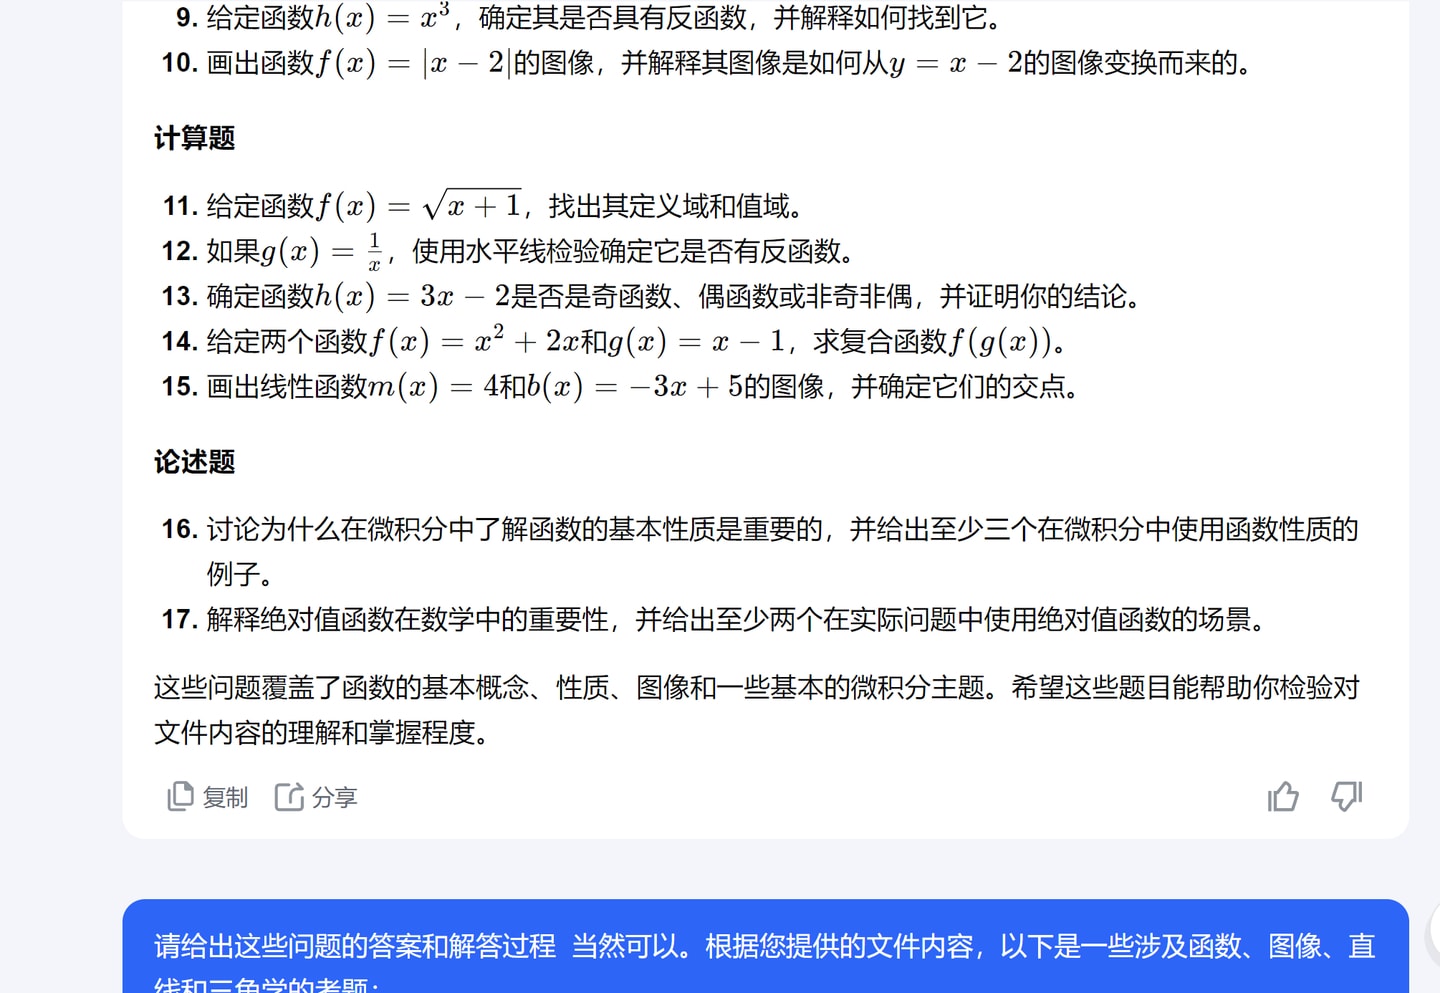 9. 给定函数h(x) = x³，确定其是否具有反函数，并解释如何找到它。
10. 画出函数f(x) = |x − 2|的图像，并解释其图像是如何从y = x − 2的图像变换而来的。
计算题
11. 给定函数f(x) = √(x + 1)，找出其定义域和值域。
12. 如果g(x) = 1/x，使用水平线检验确定它是否有反函数。
13. 确定函数h(x) = 3x − 2是否是奇函数、偶函数或非奇非偶，并证明你的结论。
14. 给定两个函数f(x) = x² + 2x和g(x) = x − 1，求复合函数f(g(x))。
15. 画出线性函数m(x) = 4和b(x) = −3x + 5的图像，并确定它们的交点。
论述题
16. 讨论为什么在微积分中了解函数的基本性质是重要的，并给出至少三个在微积分中使用函数性质的
例子。
17. 解释绝对值函数在数学中的重要性，并给出至少两个在实际问题中使用绝对值函数的场景。
这些问题覆盖了函数的基本概念、性质、图像和一些基本的微积分主题。希望这些题目能帮助你检验对
文件内容的理解和掌握程度。
复制 分享
请给出这些问题的答案和解答过程 当然可以。根据您提供的文件内容，以下是一些涉及函数、图像、直
线和三角学的考题：